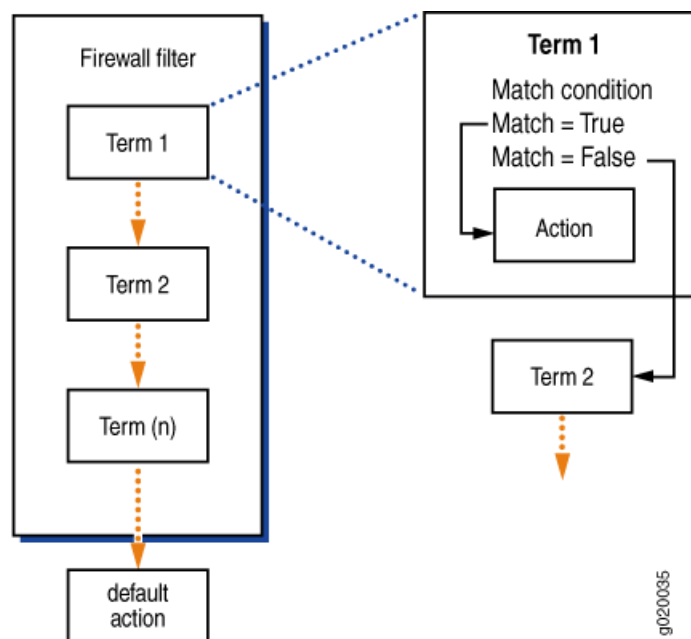 Firewall filter
Term 1
Term 2
Term (n)
default
action
Term 1
Match condition
Match = True
Match = False
Action
Term 2
g020035